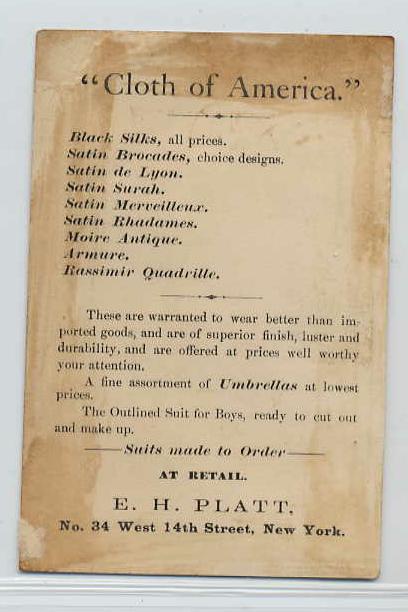 “Cloth of America.”
Black Silks, all prices.
Satin Brocades, choice designs.
Satin de Lyon.
Satin Surah.
Satin Merveilleux.
Satin Rhadames.
Moire Antique.
Armure.
Rassimir Quadrille.
These are warranted to wear better than im-
ported goods, and are of superior finish, luster and
durability, and are offered at prices well worthy
your attention.
A fine assortment of Umbrellas at lowest
prices.
The Outlined Suit for Boys, ready to cut out
and make up.
Suits made to Order
AT RETAIL.
E. H. PLATT,
No. 34 West 14th Street, New York.